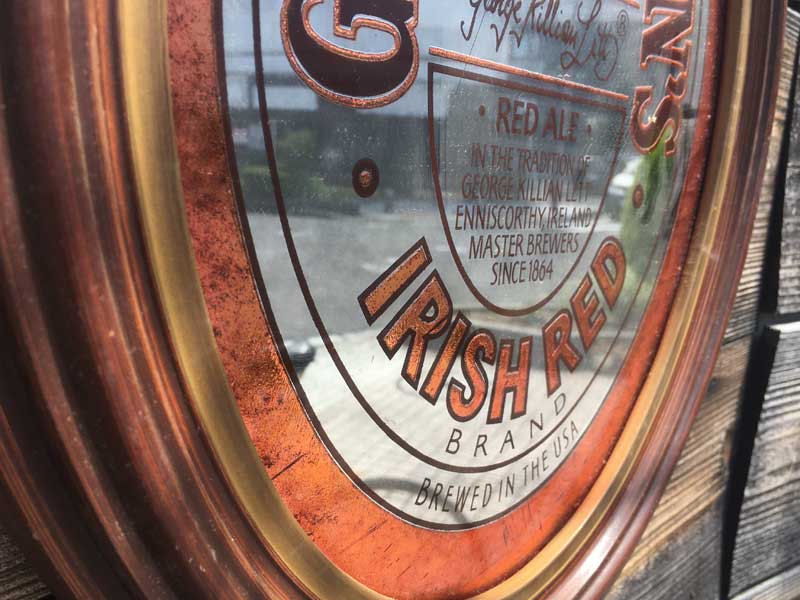 G
George Killian Lett ®
N'S
• RED ALE •
IN THE TRADITION OF
GEORGE KILLIAN LETT
ENNISCORTHY, IRELAND
MASTER BREWERS
SINCE 1864
IRISH RED
BRAND
BREWED IN THE USA